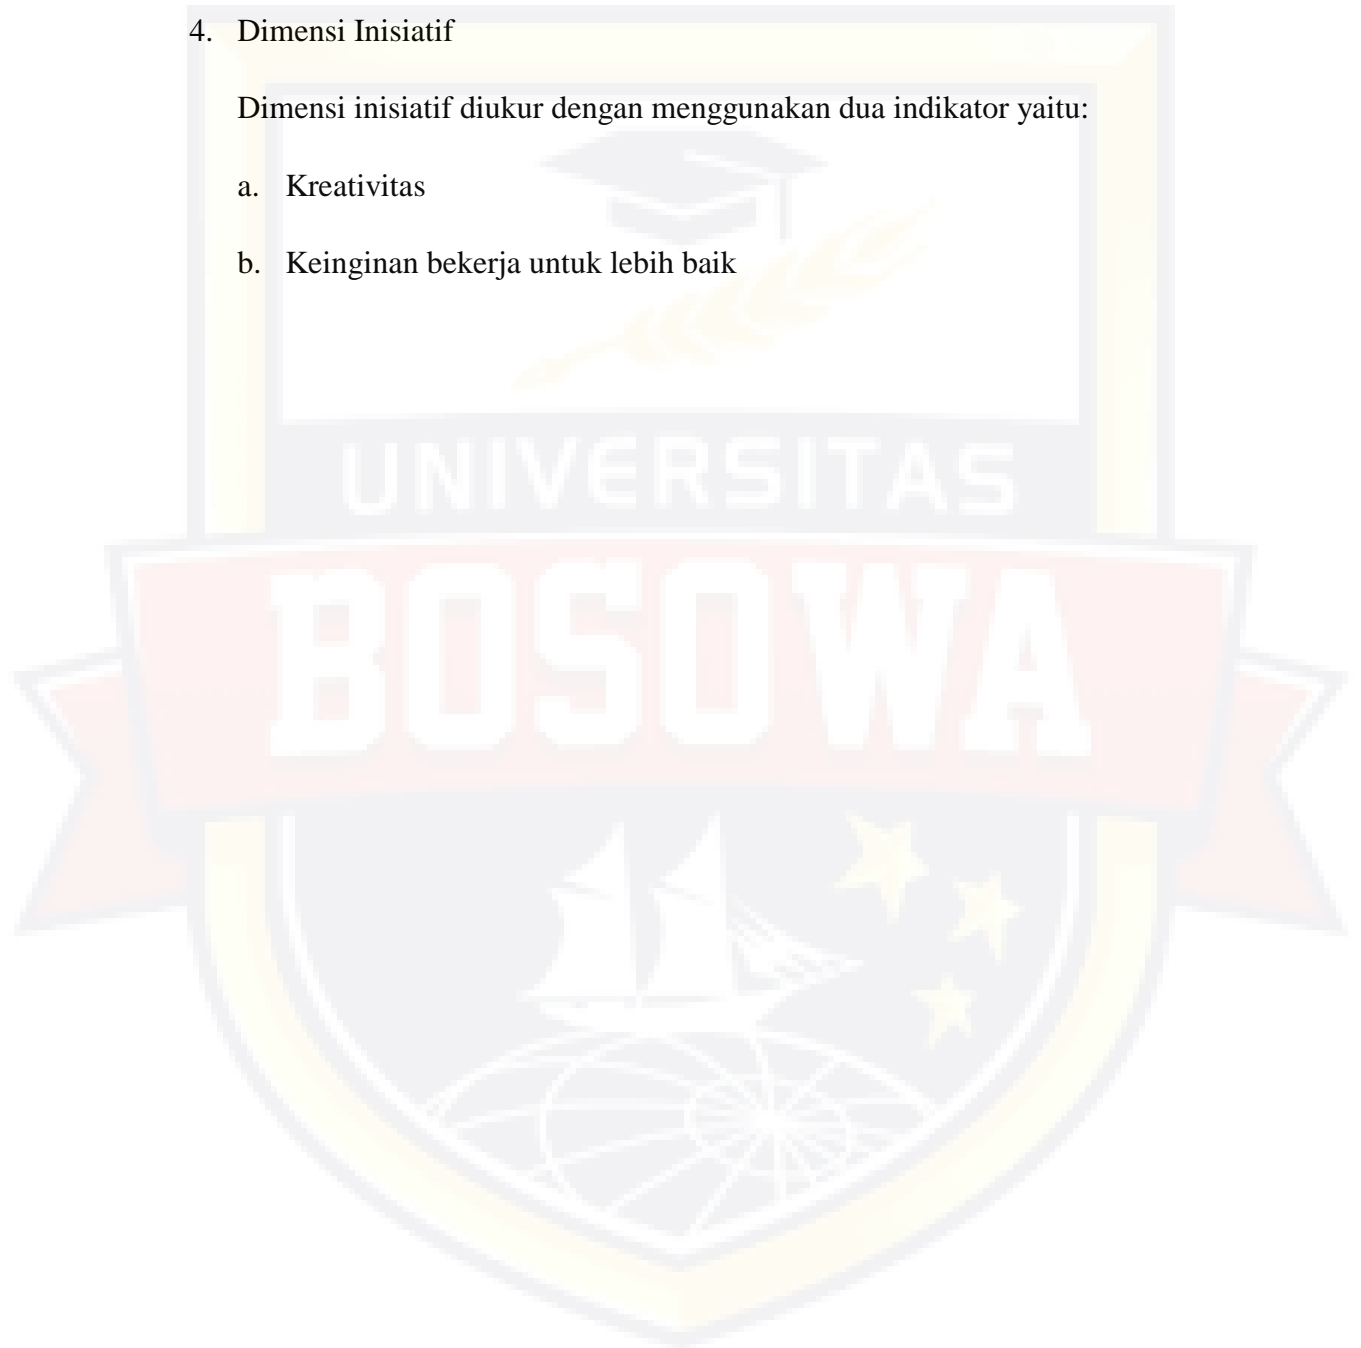 4. Dimensi Inisiatif
Dimensi inisiatif diukur dengan menggunakan dua indikator yaitu:
a. Kreativitas
b. Keinginan bekerja untuk lebih baik
UNIVERSITAS
BOSOWA